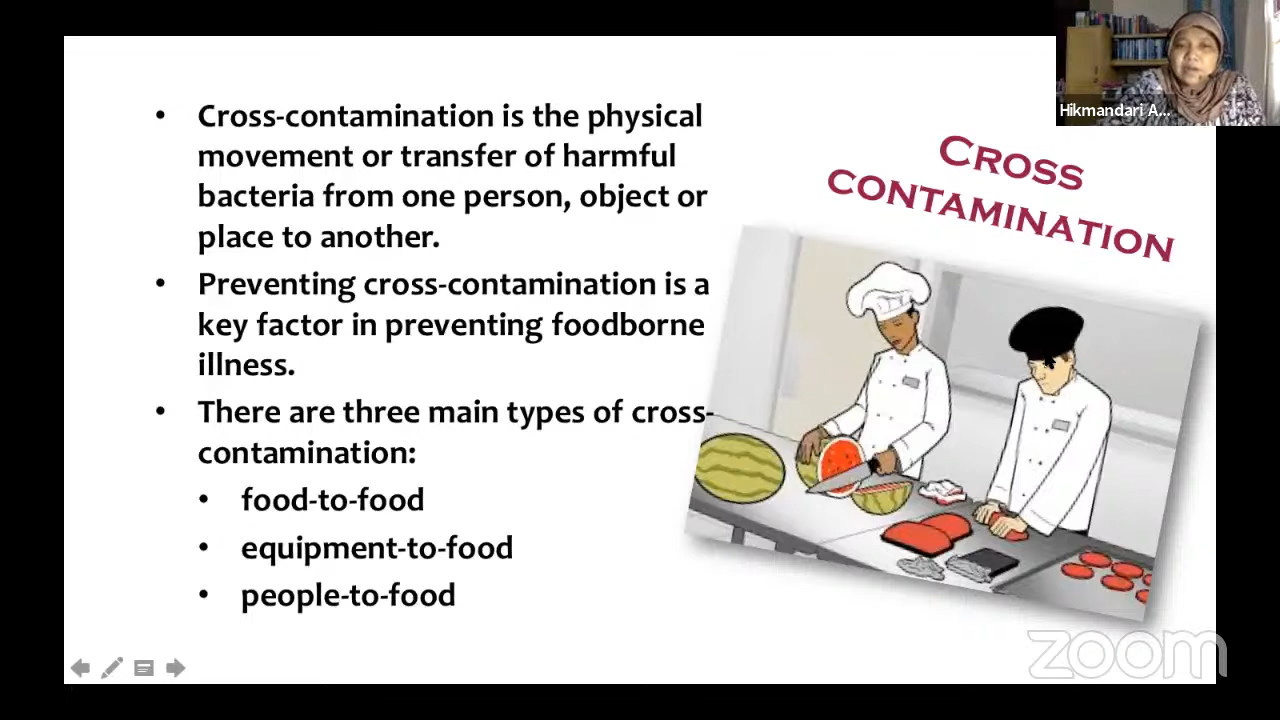 • Cross-contamination is the physical
movement or transfer of harmful
bacteria from one person, object or
place to another.
• Preventing cross-contamination is a
key factor in preventing foodborne
illness.
• There are three main types of cross-
contamination:
• food-to-food
• equipment-to-food
• people-to-food
Hikmandari A...
CROSS
CONTAMINATION
zoom